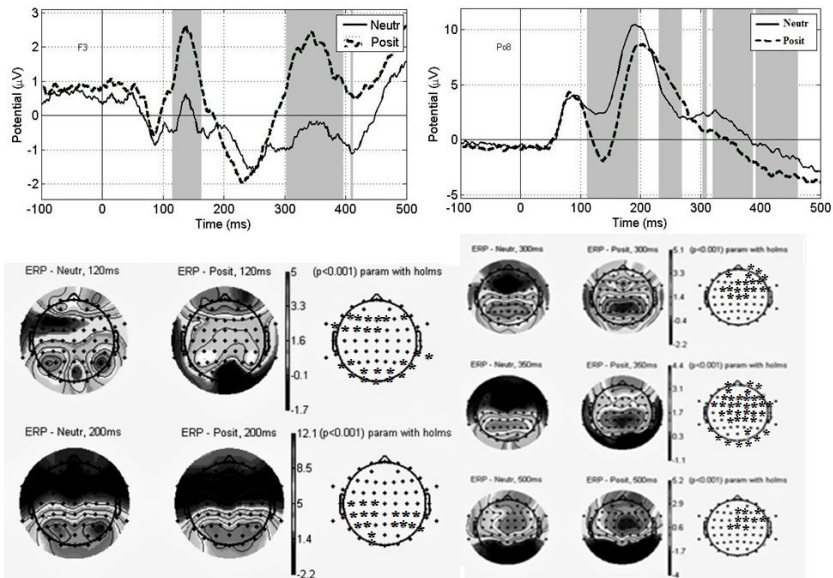 3
2
1
0
-1
-2
Potential (µV)
F3
Neutr
Posit
-100 0 100 200 300 400 500
Time (ms)
10
5
0
-5
Potential (µV)
Po8
Neutr
Posit
-100 0 100 200 300 400 500
Time (ms)
ERP - Neutr, 120ms
ERP - Posit, 120ms
5
3.3
1.6
-0.1
-1.7
(p<0.001) param with holms
ERP - Neutr, 200ms
ERP - Posit, 200ms
12.1
8.5
5
1.4
-2.2
(p<0.001) param with holms
ERP - Neutr, 300ms
ERP - Posit, 300ms
5.1
3.3
1.4
-0.4
-2.2
(p<0.001) param with holms
ERP - Neutr, 350ms
ERP - Posit, 350ms
4.4
3.1
1.7
0.3
-1.1
(p<0.001) param with holms
ERP - Neutr, 500ms
ERP - Posit, 500ms
5.2
2.9
0.6
-1.7
-4
(p<0.001) param with holms